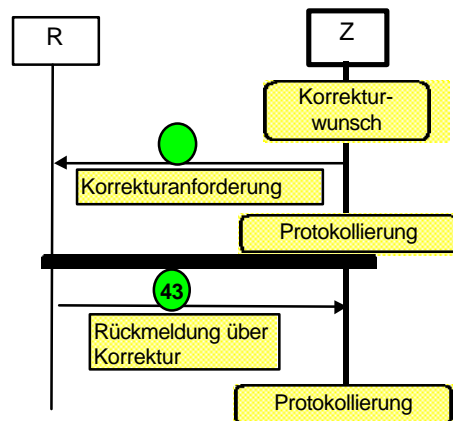 R
Z
Korrektur-
wunsch
Korrekturanforderung
Protokollierung
43
Rückmeldung über
Korrektur
Protokollierung